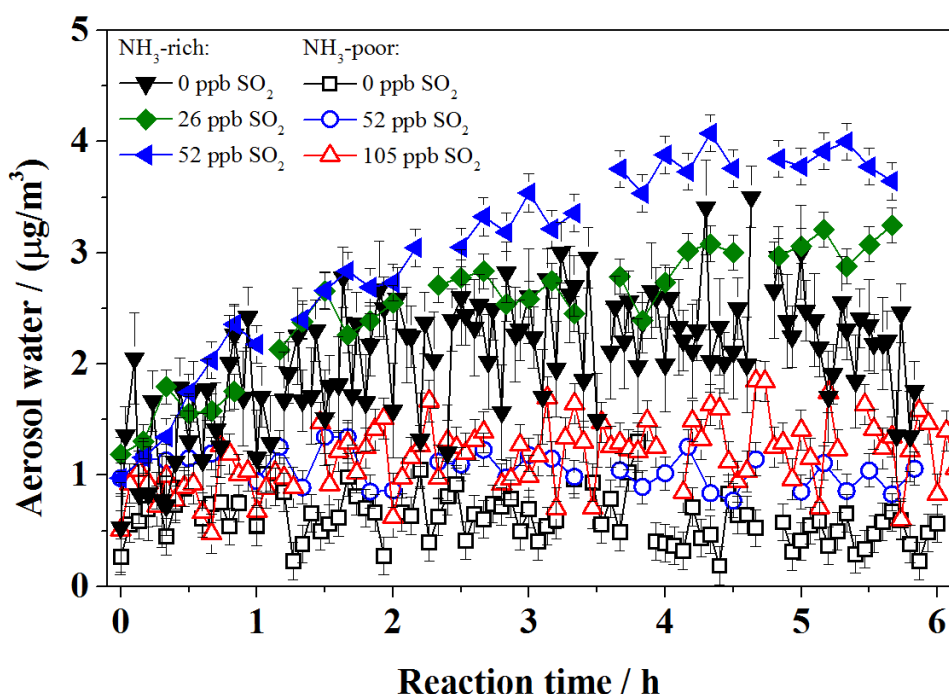 5
NH₃-rich: NH₃-poor:
0 ppb SO₂ 0 ppb SO₂
26 ppb SO₂ 52 ppb SO₂
52 ppb SO₂ 105 ppb SO₂
4
3
2
1
0
Aerosol water / (μg/m³)
0 1 2 3 4 5 6
Reaction time / h